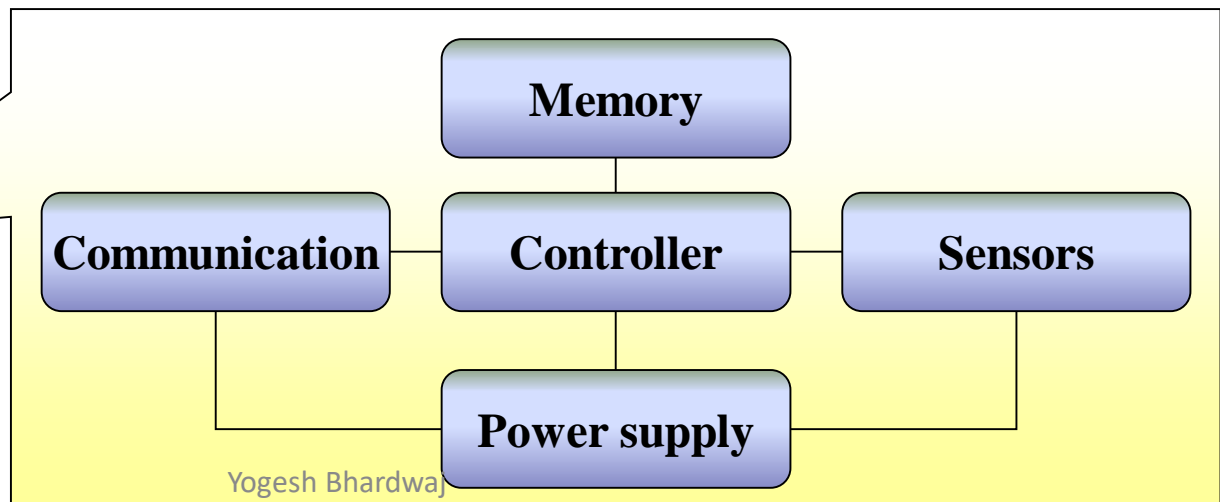 Memory
Communication
Controller
Sensors
Power supply
Yogesh Bhardwaj